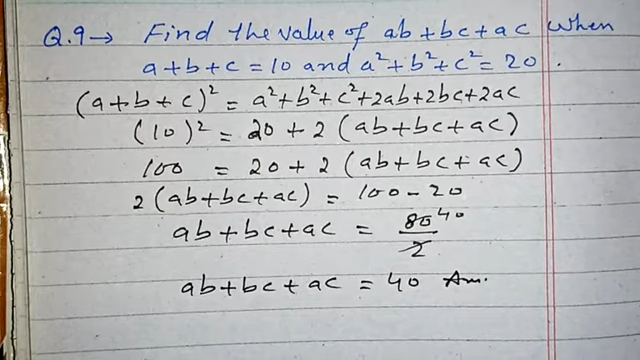 Q.9→ Find the value of ab+bc+ac when
a+b+c=10 and a²+b²+c²=20.
(a+b+c)² = a²+b²+c²+2ab+2bc+2ac
(10)² = 20+2(ab+bc+ac)
100 = 20+2(ab+bc+ac)
2(ab+bc+ac) = 100-20
ab+bc+ac = 80/2 40
ab+bc+ac = 40 Am.